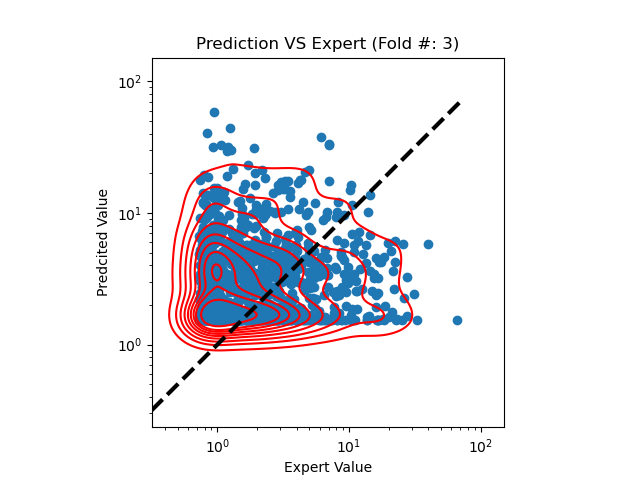 Prediction VS Expert (Fold #: 3)
Predcited Value
10²
10¹
10⁰
10⁰ 10¹ 10²
Expert Value